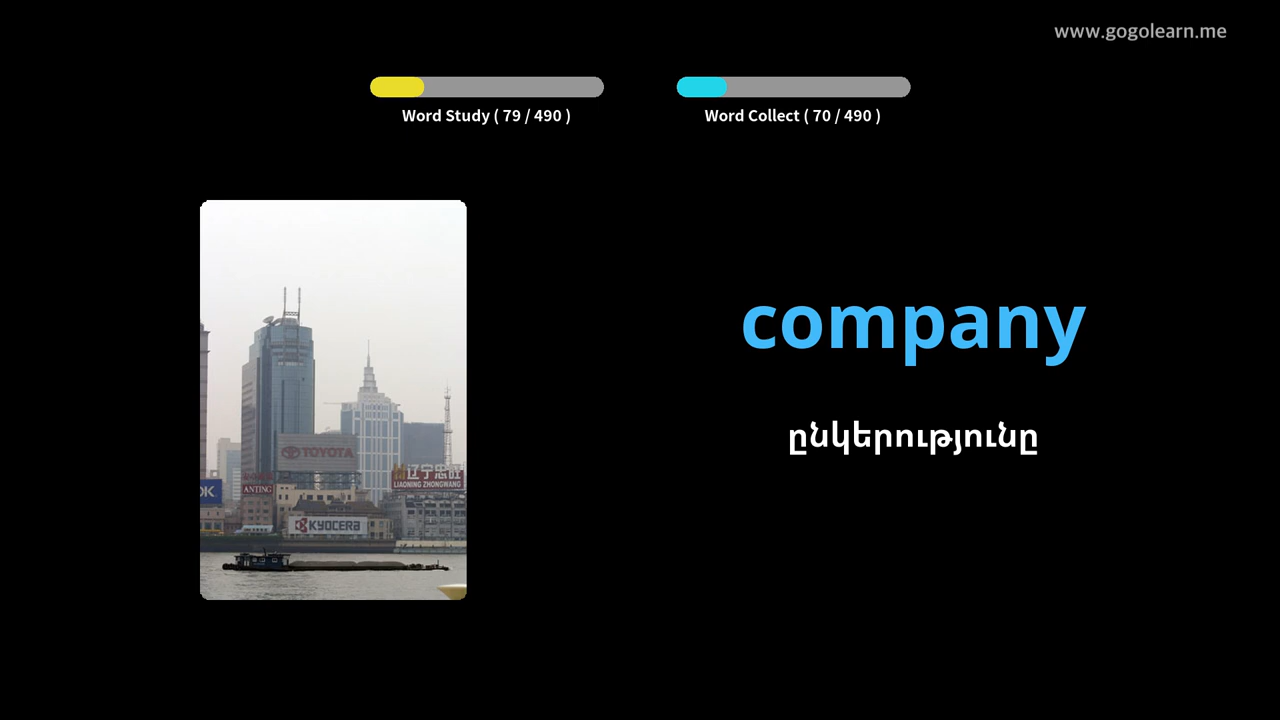 www.gogolearn.me
Word Study ( 79 / 490 )
Word Collect ( 70 / 490 )
company
ընկերությունը
TOYOTA
辽宁忠旺
LIAONING ZHONGWANG
OK
ANTING
KYOCERA